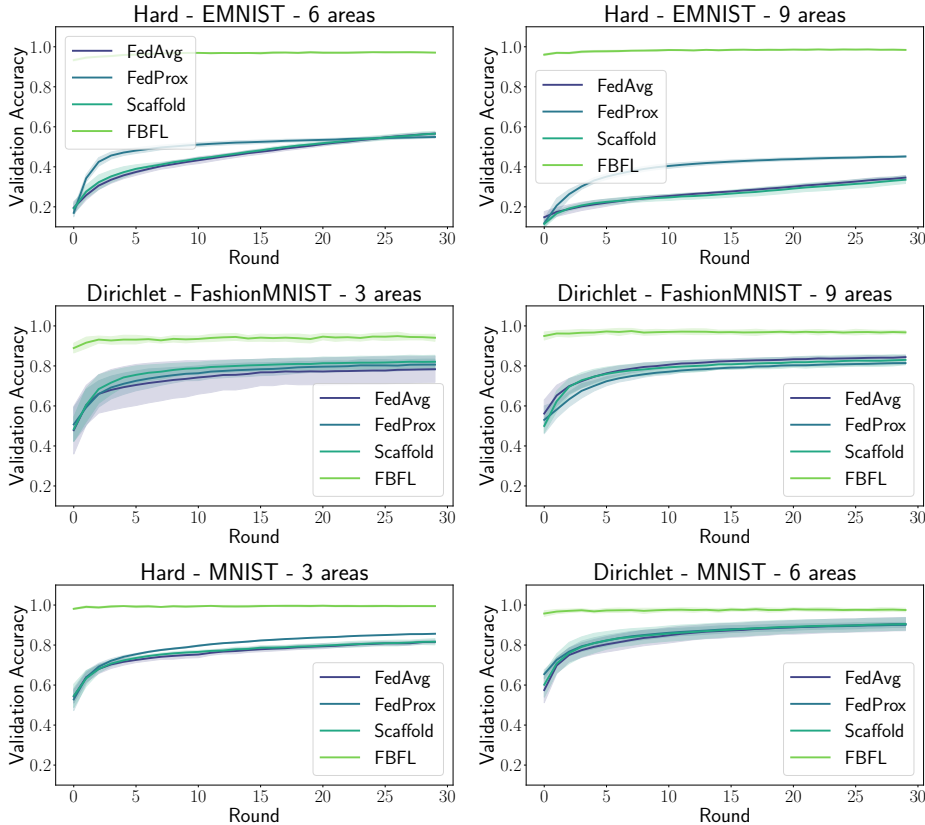 Hard - EMNIST - 6 areas
Validation Accuracy
1.0
0.8
0.6
0.4
0.2
FedAvg
FedProx
Scaffold
FBFL
0
5
10
15
20
25
30
Round
Hard - EMNIST - 9 areas
Validation Accuracy
1.0
0.8
0.6
0.4
0.2
FedAvg
FedProx
Scaffold
FBFL
0
5
10
15
20
25
30
Round
Dirichlet - FashionMNIST - 3 areas
Validation Accuracy
1.0
0.8
0.6
0.4
0.2
FedAvg
FedProx
Scaffold
FBFL
0
5
10
15
20
25
30
Round
Dirichlet - FashionMNIST - 9 areas
Validation Accuracy
1.0
0.8
0.6
0.4
0.2
FedAvg
FedProx
Scaffold
FBFL
0
5
10
15
20
25
30
Round
Hard - MNIST - 3 areas
Validation Accuracy
1.0
0.8
0.6
0.4
0.2
FedAvg
FedProx
Scaffold
FBFL
0
5
10
15
20
25
30
Round
Dirichlet - MNIST - 6 areas
Validation Accuracy
1.0
0.8
0.6
0.4
0.2
FedAvg
FedProx
Scaffold
FBFL
0
5
10
15
20
25
30
Round